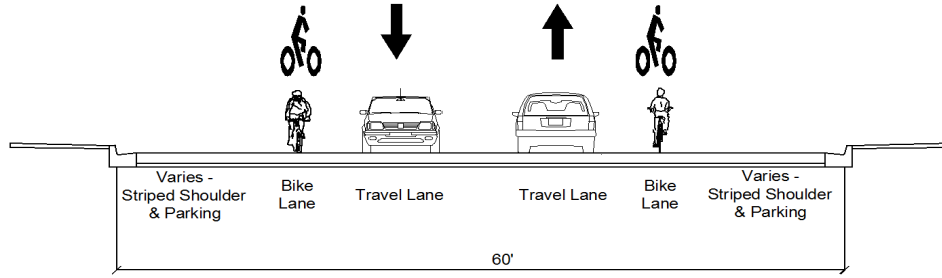 Varies -
Striped Shoulder
& Parking
Bike
Lane
Travel Lane
Travel Lane
Bike
Lane
Varies -
Striped Shoulder
& Parking
60'